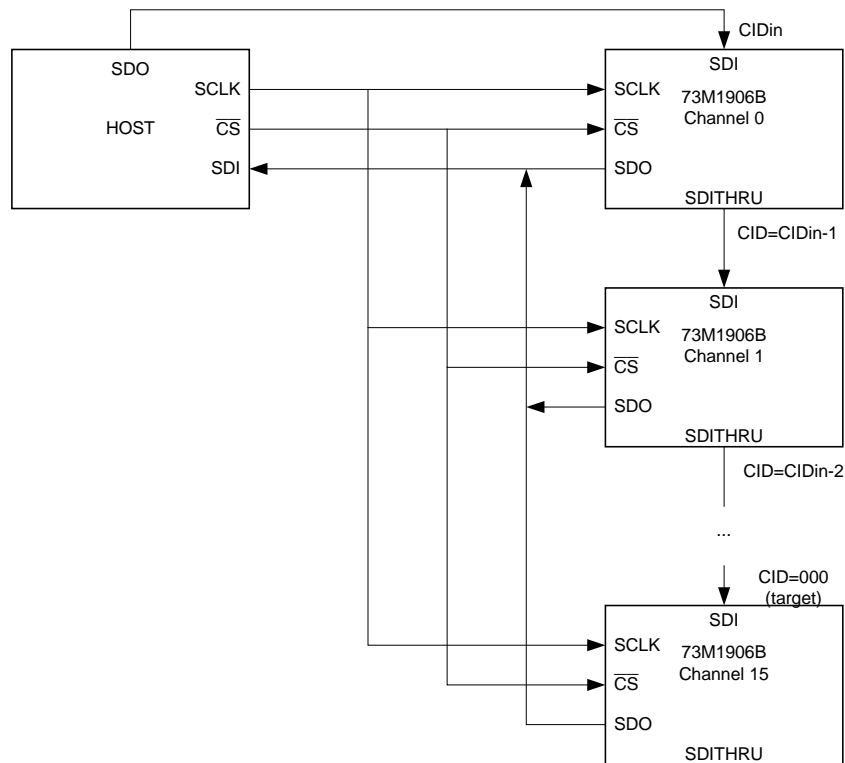 CIDin
SDO
SCLK
HOST
CS
SDI
SDI
SCLK
73M1906B
Channel 0
CS
SDO
SDITHRU
CID=CIDin-1
SDI
SCLK
73M1906B
Channel 1
CS
SDO
SDITHRU
CID=CIDin-2
...
CID=000
(target)
SDI
SCLK
73M1906B
Channel 15
CS
SDO
SDITHRU